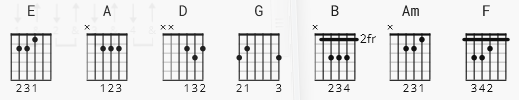 E A D G B Am F
× ×× × ×
2fr
231 123 132 21 3 234 231 342